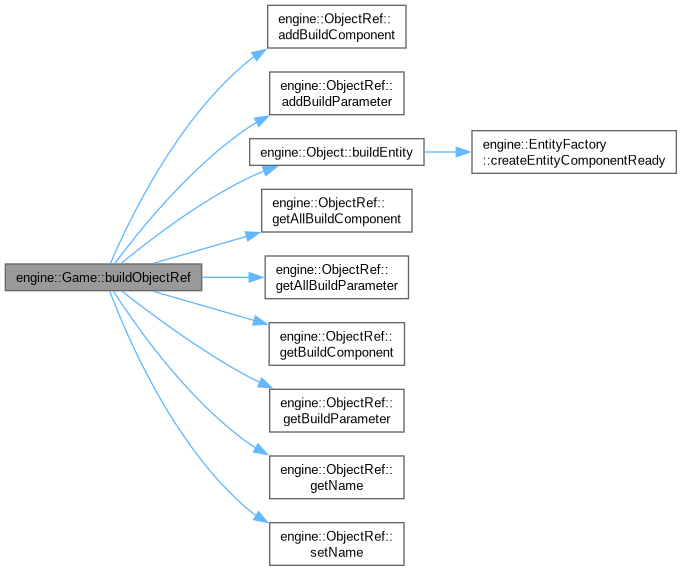 engine::ObjectRef::
addBuildComponent
engine::ObjectRef::
addBuildParameter
engine::Object::buildEntity
engine::EntityFactory
::createEntityComponentReady
engine::ObjectRef::
getAllBuildComponent
engine::Game::buildObjectRef
engine::ObjectRef::
getAllBuildParameter
engine::ObjectRef::
getBuildComponent
engine::ObjectRef::
getBuildParameter
engine::ObjectRef::
getName
engine::ObjectRef::
setName